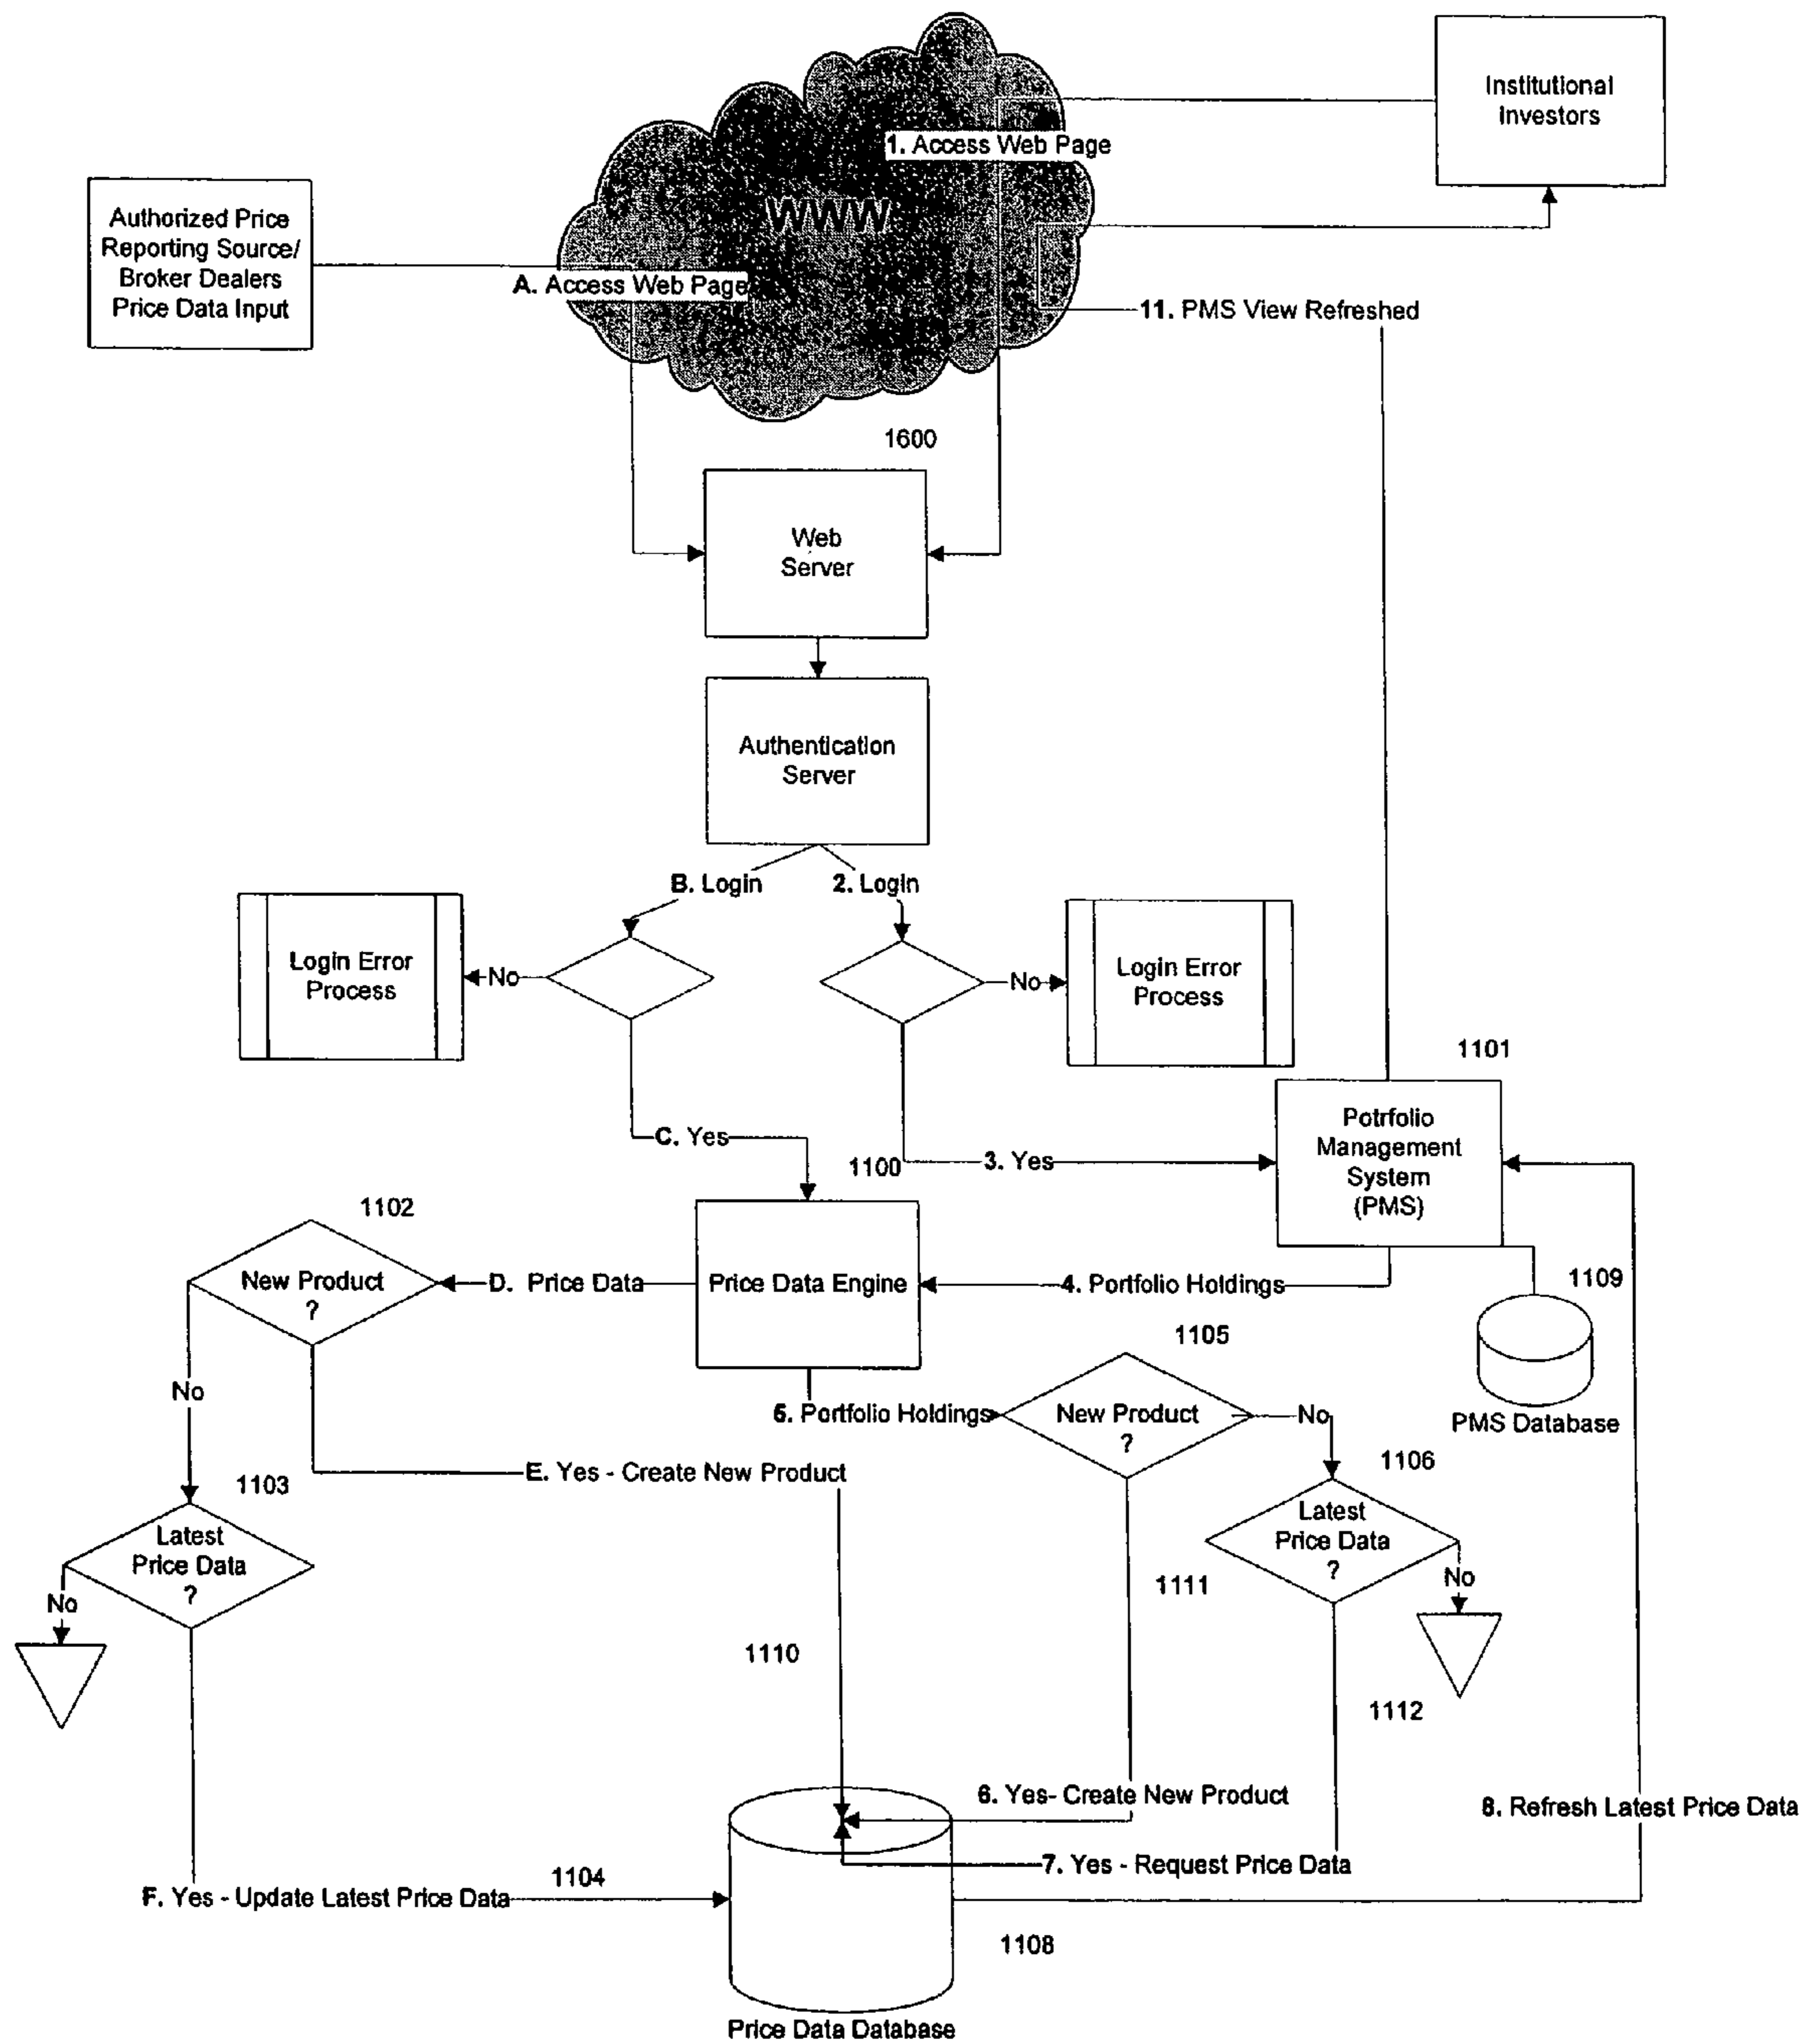 Institutional
Investors
1. Access Web Page
WWW
Authorized Price
Reporting Source/
Broker Dealers
Price Data Input
A. Access Web Page
11. PMS View Refreshed
1600
Web
Server
Authentication
Server
B. Login
2. Login
Login Error
Process
No
No
Login Error
Process
1101
Potrfolio
Management
System
(PMS)
C. Yes
1100
3. Yes
1102
New Product
?
D. Price Data
Price Data Engine
4. Portfolio Holdings
1109
1105
No
5. Portfolio Holdings
New Product
?
No
PMS Database
E. Yes - Create New Product
1103
1106
Latest
Price Data
?
Latest
Price Data
?
No
No
1111
1110
1112
6. Yes- Create New Product
8. Refresh Latest Price Data
7. Yes - Request Price Data
F. Yes - Update Latest Price Data
1104
1108
Price Data Database